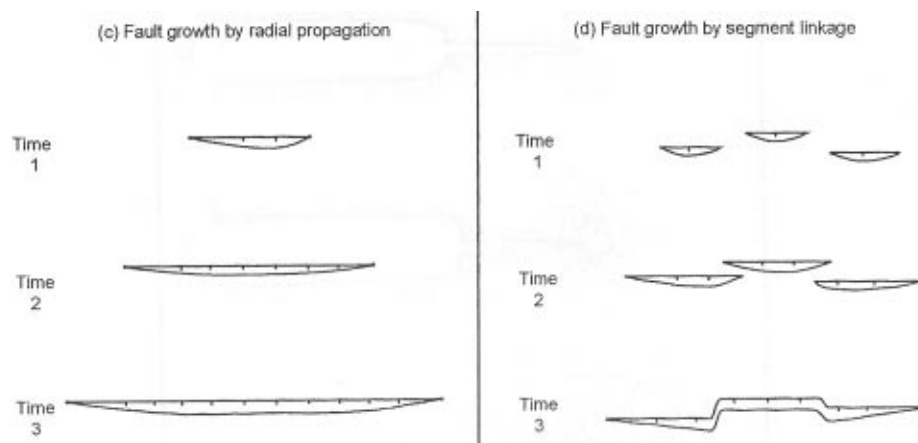 (c) Fault growth by radial propagation
Time
1
Time
2
Time
3
(d) Fault growth by segment linkage
Time
1
Time
2
Time
3